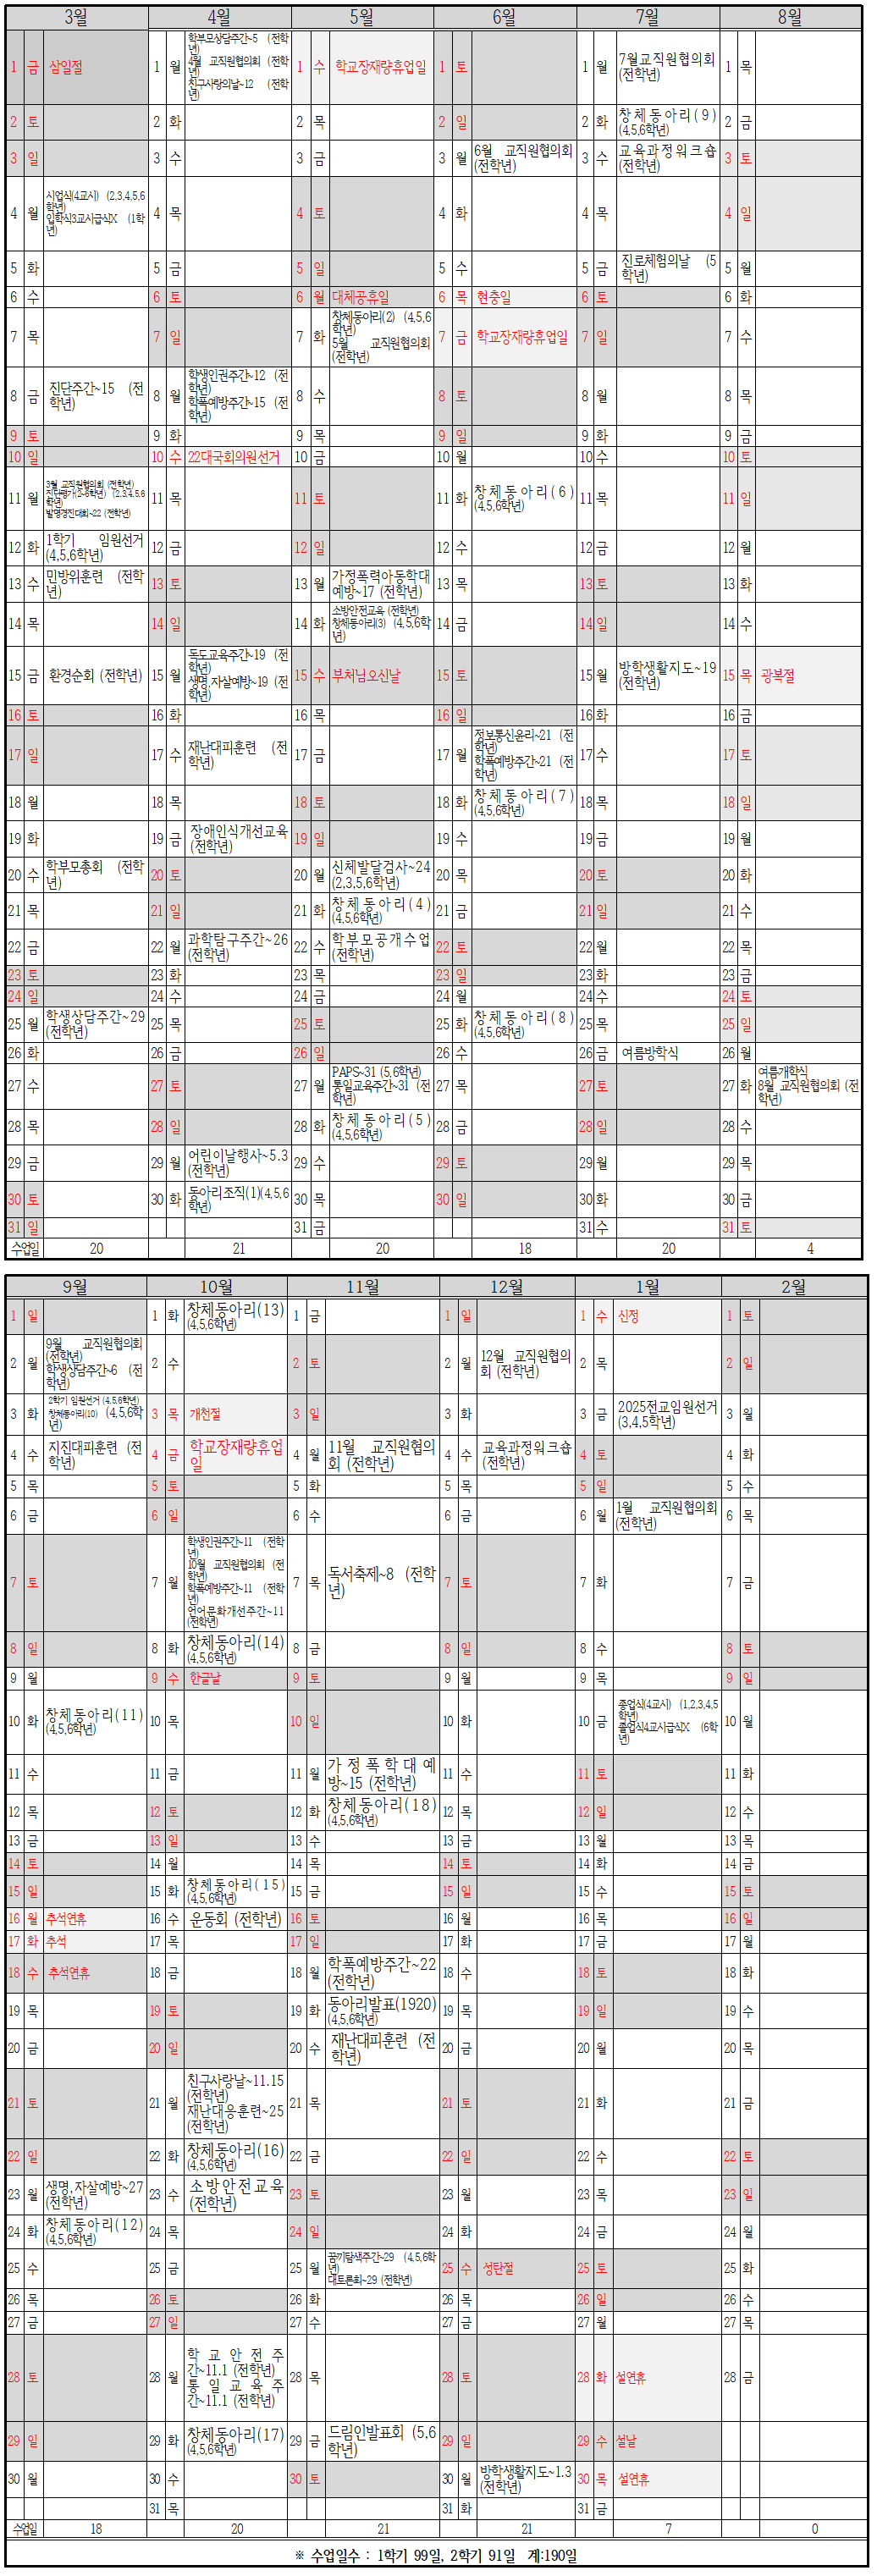 3월 4월 5월 6월 7월 8월
1 금 삼일절 1 월 학부모상담주간~5 (전학년) 4월 교직원협의회 (전학년) 친구사랑의날~12 (전학년) 1 수 학교장재량휴업일 1 토 1 월 7월교직원협의회 (전학년) 1 목
2 토 2 화 2 목 2 일 2 화 창체동아리(9) (4,5,6학년) 2 금
3 일 3 수 3 금 3 월 6월 교직원협의회 (전학년) 3 수 교육과정워크숍 (전학년) 3 토
4 월 시업식(4교시) (2,3,4,5,6학년) 입학식3교시급식X (1학년) 4 목 4 토 4 화 4 목 4 일
5 화 5 금 5 일 5 수 5 금 진로체험의날 (5학년) 5 월
6 수 6 토 6 월 대체공휴일 6 목 현충일 6 토 6 화
7 목 7 일 7 화 창체동아리(2) (4,5,6학년) 5월 교직원협의회 (전학년) 7 금 학교장재량휴업일 7 일 7 수
8 금 진단주간~15 (전학년) 8 월 학생인권주간~12 (전학년) 학폭예방주간~15 (전학년) 8 수 8 토 8 월 8 목
9 토 9 화 9 목 9 일 9 화 9 금
10 일 10 수 22대국회의원선거 10 금 10 월 10 수 10 토
11 월 3월 교직원협의회 (전학년) 진단평가(2~6학년) (2,3,4,5,6학년) 발명경진대회~22 (전학년) 11 목 11 토 11 화 창체동아리(6) (4,5,6학년) 11 목 11 일
12 화 1학기 임원선거 (4,5,6학년) 12 금 12 일 12 수 12 금 12 월
13 수 민방위훈련 (전학년) 13 토 13 월 가정폭력아동학대예방~17 (전학년) 13 목 13 토 13 화
14 목 14 일 14 화 소방안전교육 (전학년) 창체동아리(3) (4,5,6학년) 14 금 14 일 14 수
15 금 환경순회 (전학년) 15 월 독도교육주간~19 (전학년) 생명,자살예방~19 (전학년) 15 수 부처님오신날 15 토 15 월 방학생활지도~19 (전학년) 15 목 광복절
16 토 16 화 16 목 16 일 16 화 16 금
17 일 17 수 재난대피훈련 (전학년) 17 금 17 월 정보통신윤리~21 (전학년) 학폭예방주간~21 (전학년) 17 수 17 토
18 월 18 목 18 토 18 화 창체동아리(7) (4,5,6학년) 18 목 18 일
19 화 19 금 장애인식개선교육 (전학년) 19 일 19 수 19 금 19 월
20 수 학부모총회 (전학년) 20 토 20 월 신체발달검사~24 (2,3,5,6학년) 20 목 20 토 20 화
21 목 21 일 21 화 창체동아리(4) (4,5,6학년) 21 금 21 일 21 수
22 금 22 월 과학탐구주간~26 (전학년) 22 수 학부모공개수업 (전학년) 22 토 22 월 22 목
23 토 23 화 23 목 23 일 23 화 23 금
24 일 24 수 24 금 24 월 24 수 24 토
25 월 학생상담주간~29 (전학년) 25 목 25 토 25 화 창체동아리(8) (4,5,6학년) 25 목 25 일
26 화 26 금 26 일 26 수 26 금 여름방학식 26 월
27 수 27 토 27 월 PAPS~31 (5,6학년) 통일교육주간~31 (전학년) 27 목 27 토 27 화 여름개학식 8월 교직원협의회 (전학년)
28 목 28 일 28 화 창체동아리(5) (4,5,6학년) 28 금 28 일 28 수
29 금 29 월 어린이날행사~5.3 (전학년) 29 수 29 토 29 월 29 목
30 토 30 화 동아리조직(1)(4,5,6학년) 30 목 30 일 30 화 30 금
31 일 31 금 31 수 31 토
수업일 20 21 20 18 20 4
9월 10월 11월 12월 1월 2월
1 일 1 화 창체동아리(13) (4,5,6학년) 1 금 1 일 1 수 신정 1 토
2 월 9월 교직원협의회 (전학년) 학생상담주간~6 (전학년) 2 수 2 토 2 월 12월 교직원협의회 (전학년) 2 목 2 일
3 화 2학기 임원선거 (4,5,6학년) 창체동아리(10) (4,5,6학년) 3 목 개천절 3 일 3 화 3 금 2025전교임원선거 (3,4,5학년) 3 월
4 수 지진대피훈련 (전학년) 4 금 학교장재량휴업일 4 월 11월 교직원협의회 (전학년) 4 수 교육과정워크숍 (전학년) 4 토 4 화
5 목 5 토 5 화 5 목 5 일 5 수
6 금 6 일 6 수 6 금 6 월 1월 교직원협의회 (전학년) 6 목
7 토 7 월 학생인권주간~11 (전학년) 10월 교직원협의회 (전학년) 학폭예방주간~11 (전학년) 언어문화개선주간~11 (전학년) 7 목 독서축제~8 (전학년) 7 토 7 화 7 금
8 일 8 화 창체동아리(14) (4,5,6학년) 8 금 8 일 8 수 8 토
9 월 9 수 한글날 9 토 9 월 9 목 9 일
10 화 창체동아리(11) (4,5,6학년) 10 목 10 일 10 화 10 금 종업식(4교시) (1,2,3,4,5학년) 졸업식4교시급식X (6학년) 10 월
11 수 11 금 11 월 가정폭학대예방~15 (전학년) 11 수 11 토 11 화
12 목 12 토 12 화 창체동아리(18) (4,5,6학년) 12 목 12 일 12 수
13 금 13 일 13 수 13 금 13 월 13 목
14 토 14 월 14 목 14 토 14 화 14 금
15 일 15 화 창체동아리(15) (4,5,6학년) 15 금 15 일 15 수 15 토
16 월 추석연휴 16 수 운동회 (전학년) 16 토 16 월 16 목 16 일
17 화 추석 17 목 17 일 17 화 17 금 17 월
18 수 추석연휴 18 금 18 월 학폭예방주간~22 (전학년) 18 수 18 토 18 화
19 목 19 토 19 화 동아리발표(1920) (4,5,6학년) 19 목 19 일 19 수
20 금 20 일 20 수 재난대피훈련 (전학년) 20 금 20 월 20 목
21 토 21 월 친구사랑날~11.15 (전학년) 재난대응훈련~25 (전학년) 21 목 21 토 21 화 21 금
22 일 22 화 창체동아리(16) (4,5,6학년) 22 금 22 일 22 수 22 토
23 월 생명,자살예방~27 (전학년) 23 수 소방안전교육 (전학년) 23 토 23 월 23 목 23 일
24 화 창체동아리(12) (4,5,6학년) 24 목 24 일 24 화 24 금 24 월
25 수 25 금 25 월 꿈끼탐색주간~29 (4,5,6학년) 대토론회~29 (전학년) 25 수 성탄절 25 토 25 화
26 목 26 토 26 화 26 목 26 일 26 수
27 금 27 일 27 수 27 금 27 월 27 목
28 토 28 월 학교안전주간~11.1 (전학년) 통일교육주간~11.1 (전학년) 28 목 28 토 28 화 설연휴 28 금
29 일 29 화 창체동아리(17) (4,5,6학년) 29 금 드림인발표회 (5,6학년) 29 일 29 수 설날
30 월 30 수 30 토 30 월 방학생활지도~1.3 (전학년) 30 목 설연휴
31 목 31 화 31 금
수업일 18 20 21 21 7 0
※ 수업일수 : 1학기 99일, 2학기 91일 계:190일